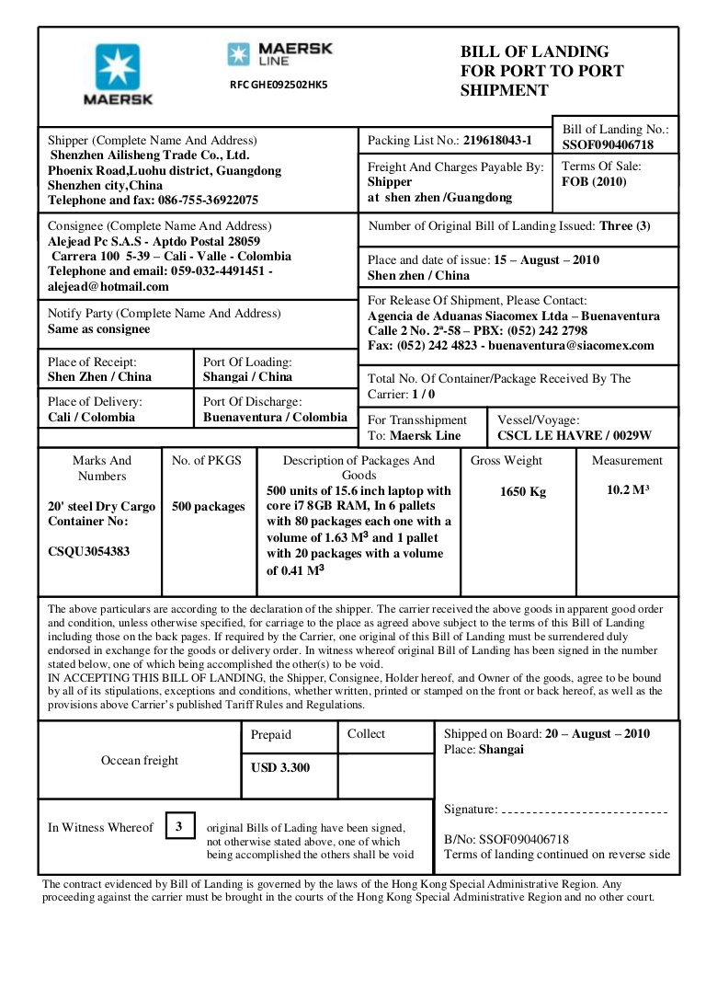 MAERSK
MAERSK
LINE
RFC GHE092502HK5
BILL OF LANDING
FOR PORT TO PORT
SHIPMENT
Shipper (Complete Name And Address)
Shenzhen Ailisheng Trade Co., Ltd.
Phoenix Road,Luohu district, Guangdong
Shenzhen city,China
Telephone and fax: 086-755-36922075
Packing List No.: 219618043-1
Bill of Landing No.:
SSOF090406718
Freight And Charges Payable By:
Shipper
at shen zhen /Guangdong
Terms Of Sale:
FOB (2010)
Consignee (Complete Name And Address)
Alejead Pc S.A.S - Aptdo Postal 28059
Carrera 100 5-39 – Cali - Valle - Colombia
Telephone and email: 059-032-4491451 -
alejead@hotmail.com
Number of Original Bill of Landing Issued: Three (3)
Place and date of issue: 15 – August – 2010
Shen zhen / China
Notify Party (Complete Name And Address)
Same as consignee
For Release Of Shipment, Please Contact:
Agencia de Aduanas Siacomex Ltda – Buenaventura
Calle 2 No. 2ª-58 – PBX: (052) 242 2798
Fax: (052) 242 4823 - buenaventura@siacomex.com
Place of Receipt:
Shen Zhen / China
Port Of Loading:
Shangai / China
Place of Delivery:
Cali / Colombia
Port Of Discharge:
Buenaventura / Colombia
Total No. Of Container/Package Received By The
Carrier: 1 / 0
For Transshipment
To: Maersk Line
Vessel/Voyage:
CSCL LE HAVRE / 0029W
Marks And
Numbers
20' steel Dry Cargo
Container No:
CSQU3054383
No. of PKGS
500 packages
Description of Packages And
Goods
500 units of 15.6 inch laptop with
core i7 8GB RAM, In 6 pallets
with 80 packages each one with a
volume of 1.63 M³ and 1 pallet
with 20 packages with a volume
of 0.41 M³
Gross Weight
1650 Kg
Measurement
10.2 M³
The above particulars are according to the declaration of the shipper. The carrier received the above goods in apparent good order
and condition, unless otherwise specified, for carriage to the place as agreed above subject to the terms of this Bill of Landing
including those on the back pages. If required by the Carrier, one original of this Bill of Landing must be surrendered duly
endorsed in exchange for the goods or delivery order. In witness whereof original Bill of Landing has been signed in the number
stated below, one of which being accomplished the other(s) to be void.
IN ACCEPTING THIS BILL OF LANDING, the Shipper, Consignee, Holder hereof, and Owner of the goods, agree to be bound
by all of its stipulations, exceptions and conditions, whether written, printed or stamped on the front or back hereof, as well as the
provisions above Carrier's published Tariff Rules and Regulations.
Occean freight
Prepaid
USD 3.300
Collect
Shipped on Board: 20 – August – 2010
Place: Shangai
Signature: ---------------------------
B/No: SSOF090406718
Terms of landing continued on reverse side
In Witness Whereof
3
original Bills of Lading have been signed,
not otherwise stated above, one of which
being accomplished the others shall be void
The contract evidenced by Bill of Landing is governed by the laws of the Hong Kong Special Administrative Region. Any
proceeding against the carrier must be brought in the courts of the Hong Kong Special Administrative Region and no other court.